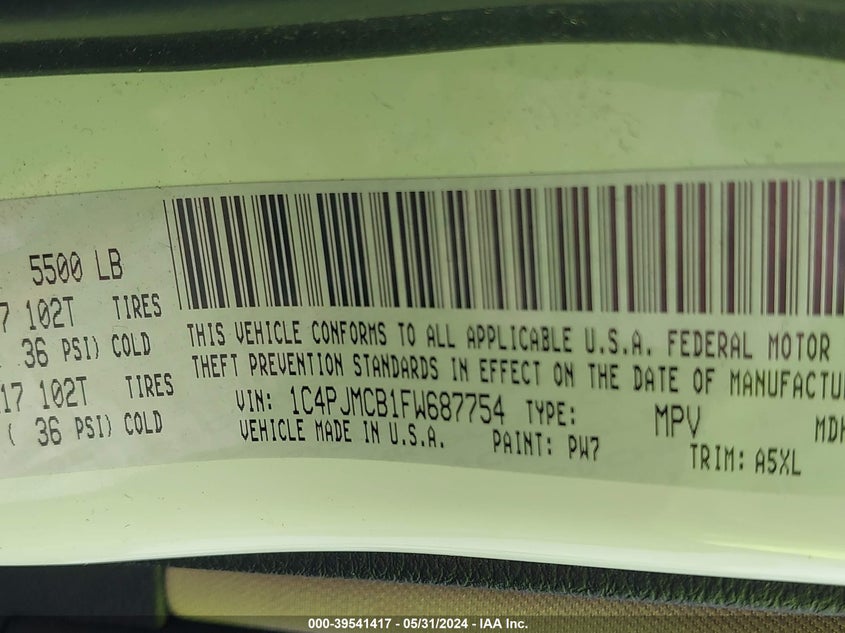 5500 LB
7 102T TIRES
36 PSI) COLD
17 102T TIRES
( 36 PSI) COLD
THIS VEHICLE CONFORMS TO ALL APPLICABLE U.S.A. FEDERAL MOTOR
THEFT PREVENTION STANDARDS IN EFFECT ON THE DATE OF MANUFACTU
VIN: 1C4PJMCB1FW687754 TYPE: MPV MDH
VEHICLE MADE IN U.S.A. PAINT: PW7 TRIM: A5XL
000-39541417 - 05/31/2024 - IAA Inc.